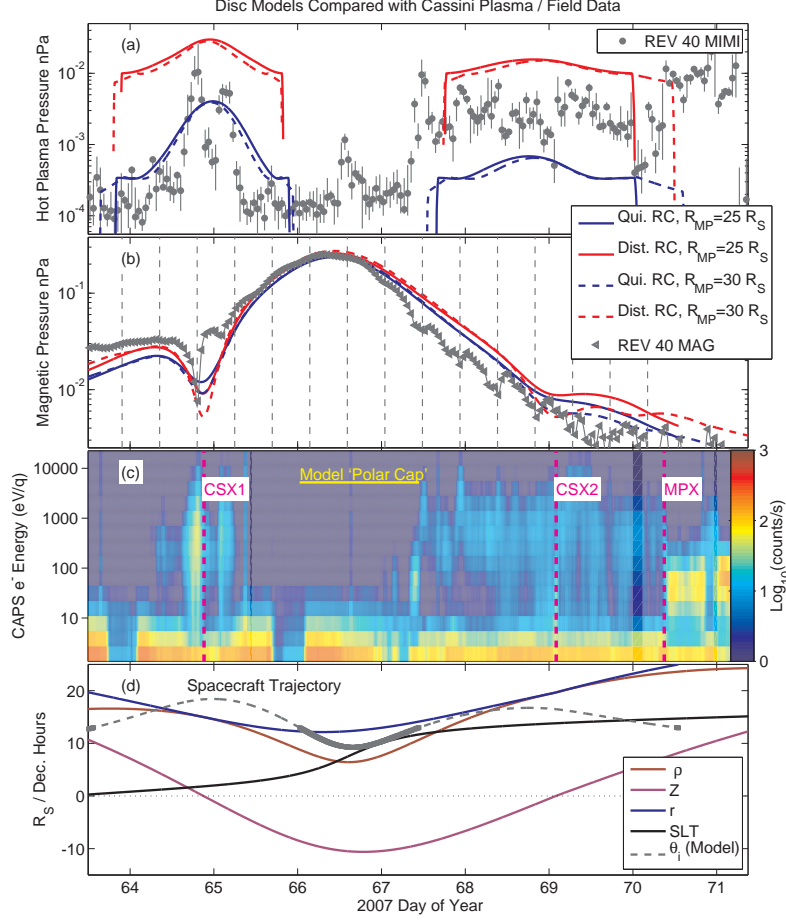 Disc Models Compared with Cassini Plasma / Field Data
(a)
REV 40 MIMI
Hot Plasma Pressure nPa
10⁻²
10⁻³
10⁻⁴
Qui. RC, R_MP=25 R_S
Dist. RC, R_MP=25 R_S
Qui. RC, R_MP=30 R_S
Dist. RC, R_MP=30 R_S
REV 40 MAG
(b)
Magnetic Pressure nPa
10⁻¹
10⁻²
(c)
Model 'Polar Cap'
CSX1
CSX2
MPX
CAPS e⁻ Energy (eV/q)
10000
1000
100
10
3
2
1
0
Log₁₀(counts/s)
(d)
Spacecraft Trajectory
R_S / Dec. Hours
20
10
0
-10
ρ
Z
r
SLT
θ_i (Model)
64 65 66 67 68 69 70 71
2007 Day of Year